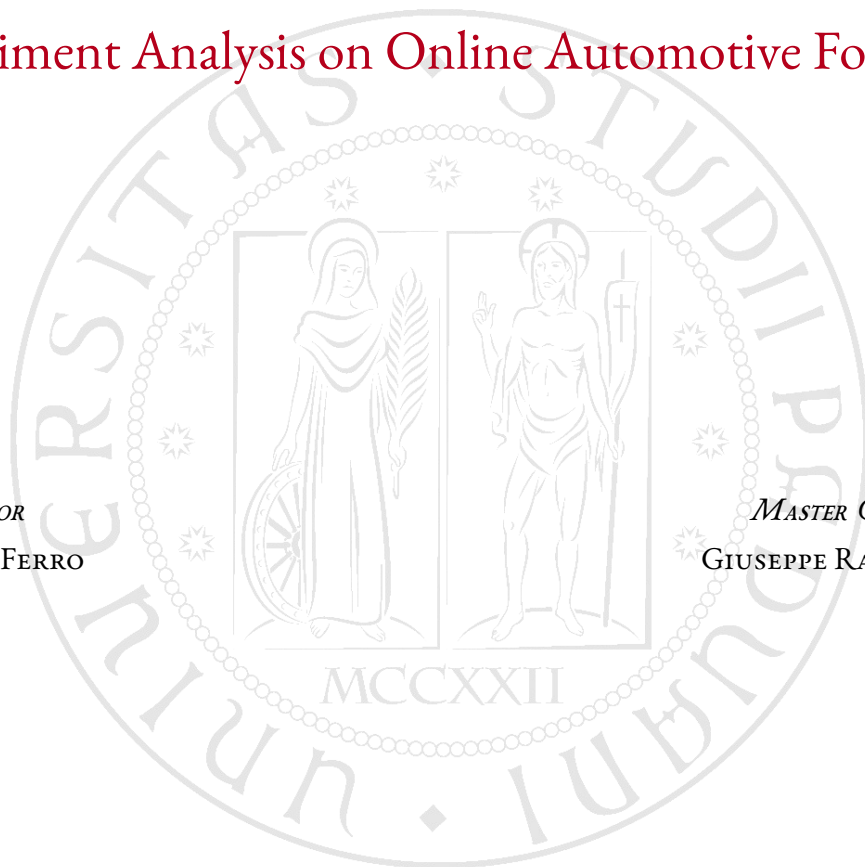 iment Analysis on Online Automotive Fo
UNIVERSITAS STUDII PADUANI
or
Master
Ferro
Giuseppe Ra
MCCXXII